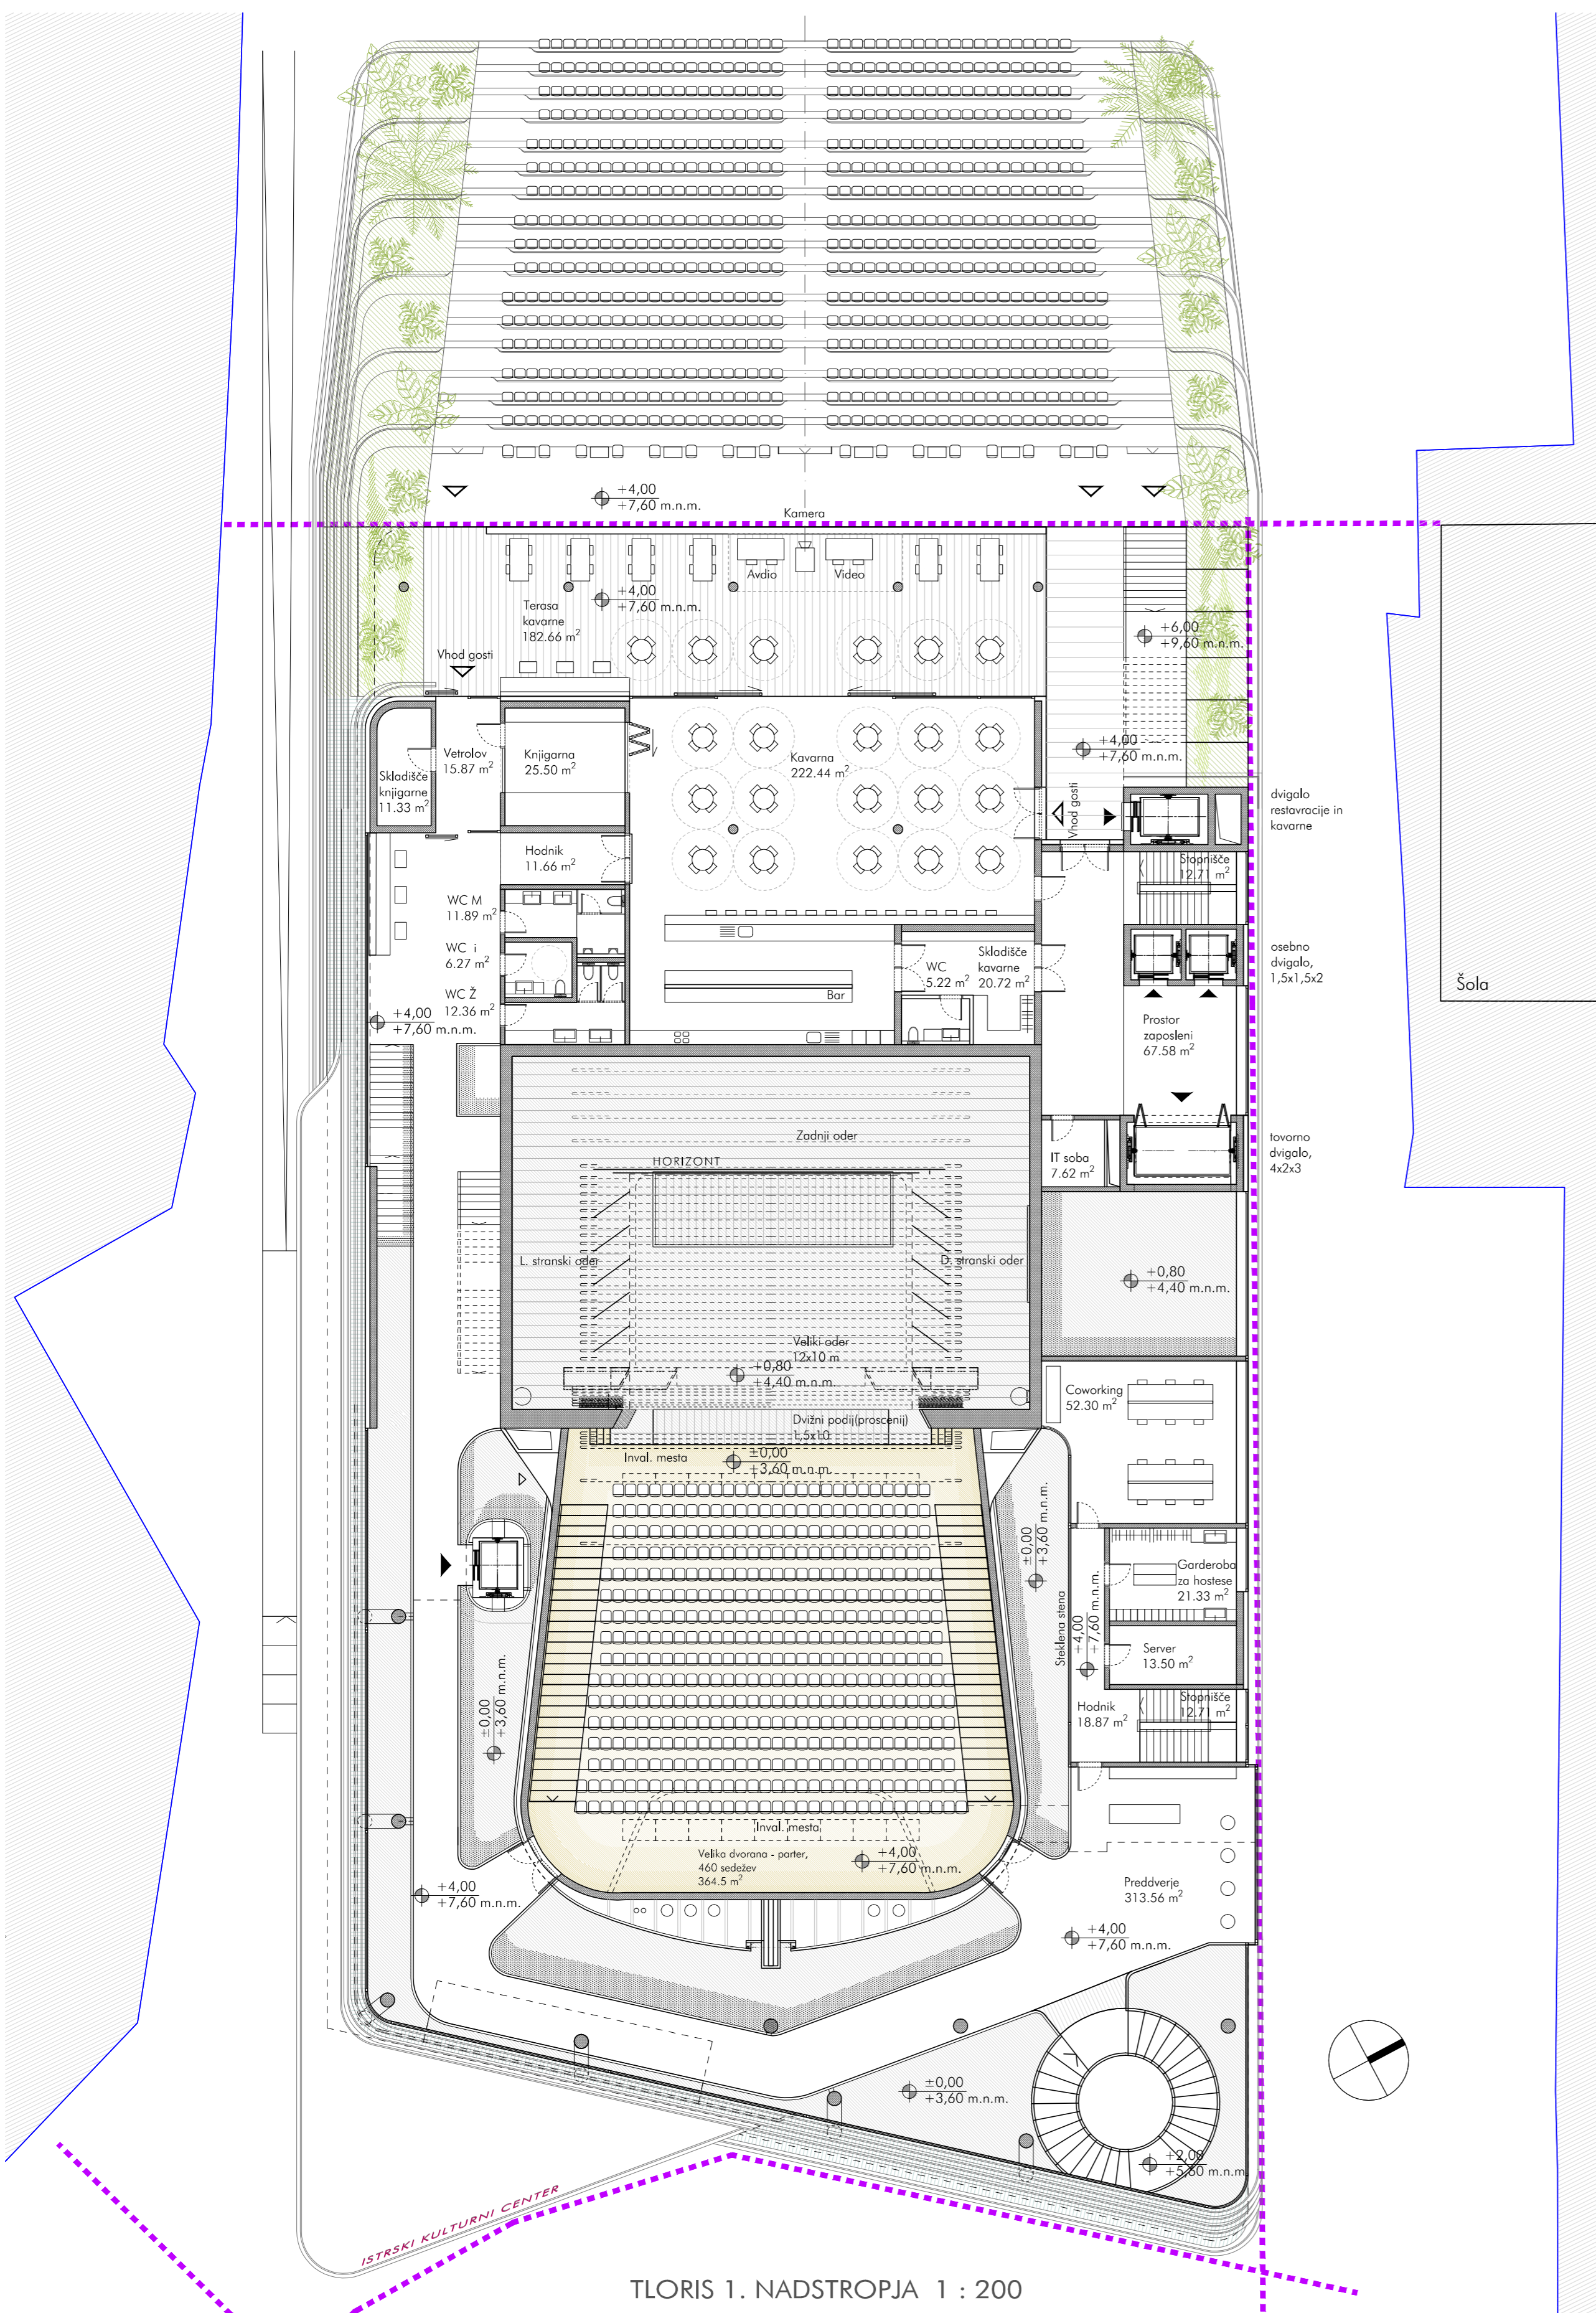 +4,00
+7,60 m.n.m.
Kamera
Avdio
Video
Terasa
kavarne
182.66 m²
+4,00
+7,60 m.n.m.
+6,00
+9,60 m.n.m.
Vhod gosti
+4,00
+7,60 m.n.m.
Vetrolov
15.87 m²
Knjigarna
25.50 m²
Kavarna
222.44 m²
Skladišče
knjigarne
11.33 m²
Vhod gosti
dvigalo
restavracije in
kavarne
Hodnik
11.66 m²
Stopnišče
12.71 m²
WC M
11.89 m²
WC i
6.27 m²
WC Ž
12.36 m²
+4,00
+7,60 m.n.m.
WC
5.22 m²
Skladišče
kavarne
20.72 m²
Bar
osebno
dvigalo,
1,5x1,5x2
Šola
Prostor
zaposleni
67.58 m²
Zadnji oder
HORIZONT
IT soba
7.62 m²
tovorno
dvigalo,
4x2x3
L. stranski oder
D. stranski oder
+0,80
+4,40 m.n.m.
Veliki oder
12x10 m
+0,80
+4,40 m.n.m.
Coworking
52.30 m²
Dvižni podij(proscenij)
1,5x10
Inval. mesta
±0,00
+3,60 m.n.m.
±0,00
+3,60 m.n.m.
Steklena stena
+4,00
+7,60 m.n.m.
Garderoba
za hostese
21.33 m²
Server
13.50 m²
Hodnik
18.87 m²
Stopnišče
12.71 m²
±0,00
+3,60 m.n.m.
Inval. mesta
Velika dvorana - parter,
460 sedežev
364.5 m²
+4,00
+7,60 m.n.m.
+4,00
+7,60 m.n.m.
Preddverje
313.56 m²
+4,00
+7,60 m.n.m.
±0,00
+3,60 m.n.m.
+2,00
+5,60 m.n.m.
ISTRSKI KULTURNI CENTER
TLORIS 1. NADSTROPJA 1 : 200